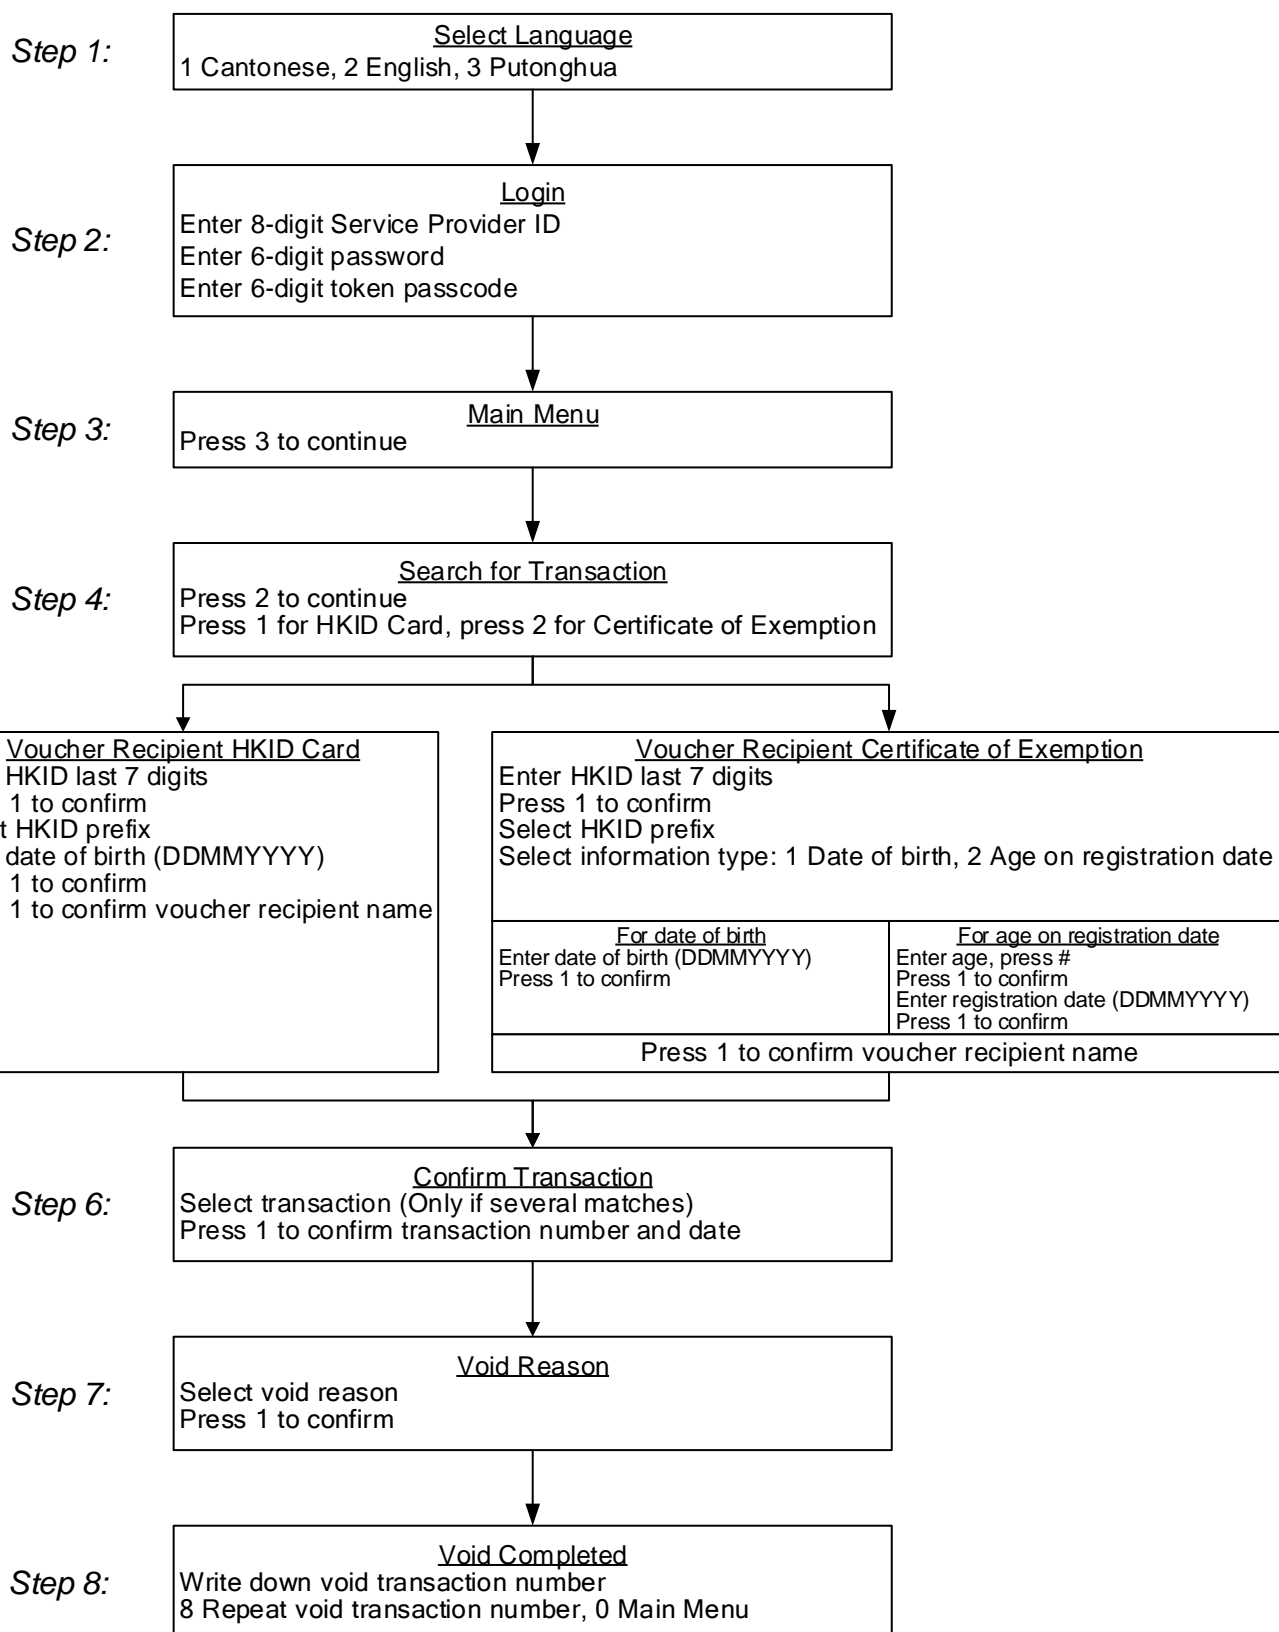 Step 1:
Select Language
1 Cantonese, 2 English, 3 Putonghua
Step 2:
Login
Enter 8-digit Service Provider ID
Enter 6-digit password
Enter 6-digit token passcode
Step 3:
Main Menu
Press 3 to continue
Step 4:
Search for Transaction
Press 2 to continue
Press 1 for HKID Card, press 2 for Certificate of Exemption
Voucher Recipient HKID Card
HKID last 7 digits
1 to confirm
t HKID prefix
date of birth (DDMMYYYY)
1 to confirm
1 to confirm voucher recipient name
Voucher Recipient Certificate of Exemption
Enter HKID last 7 digits
Press 1 to confirm
Select HKID prefix
Select information type: 1 Date of birth, 2 Age on registration date
For date of birth
Enter date of birth (DDMMYYYY)
Press 1 to confirm
For age on registration date
Enter age, press #
Press 1 to confirm
Enter registration date (DDMMYYYY)
Press 1 to confirm
Press 1 to confirm voucher recipient name
Step 6:
Confirm Transaction
Select transaction (Only if several matches)
Press 1 to confirm transaction number and date
Step 7:
Void Reason
Select void reason
Press 1 to confirm
Step 8:
Void Completed
Write down void transaction number
8 Repeat void transaction number, 0 Main Menu